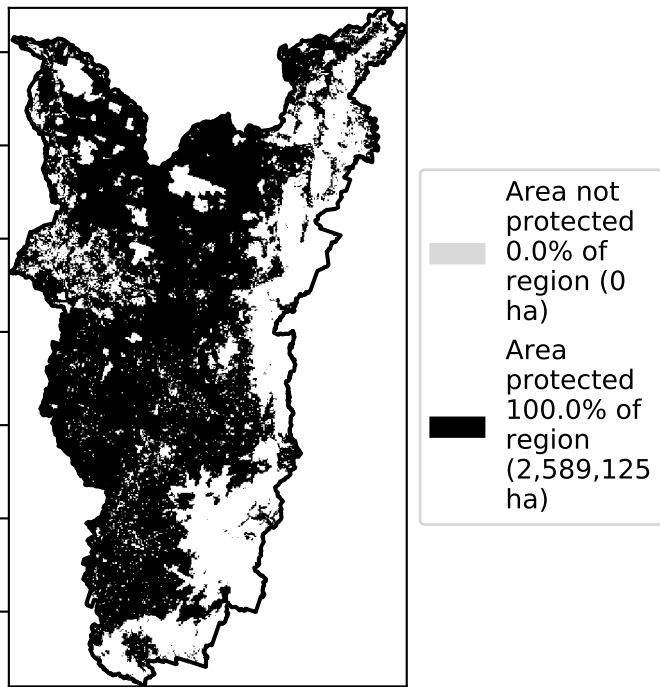 Area not
protected
0.0% of
region (0
ha)
Area
protected
100.0% of
region
(2,589,125
ha)